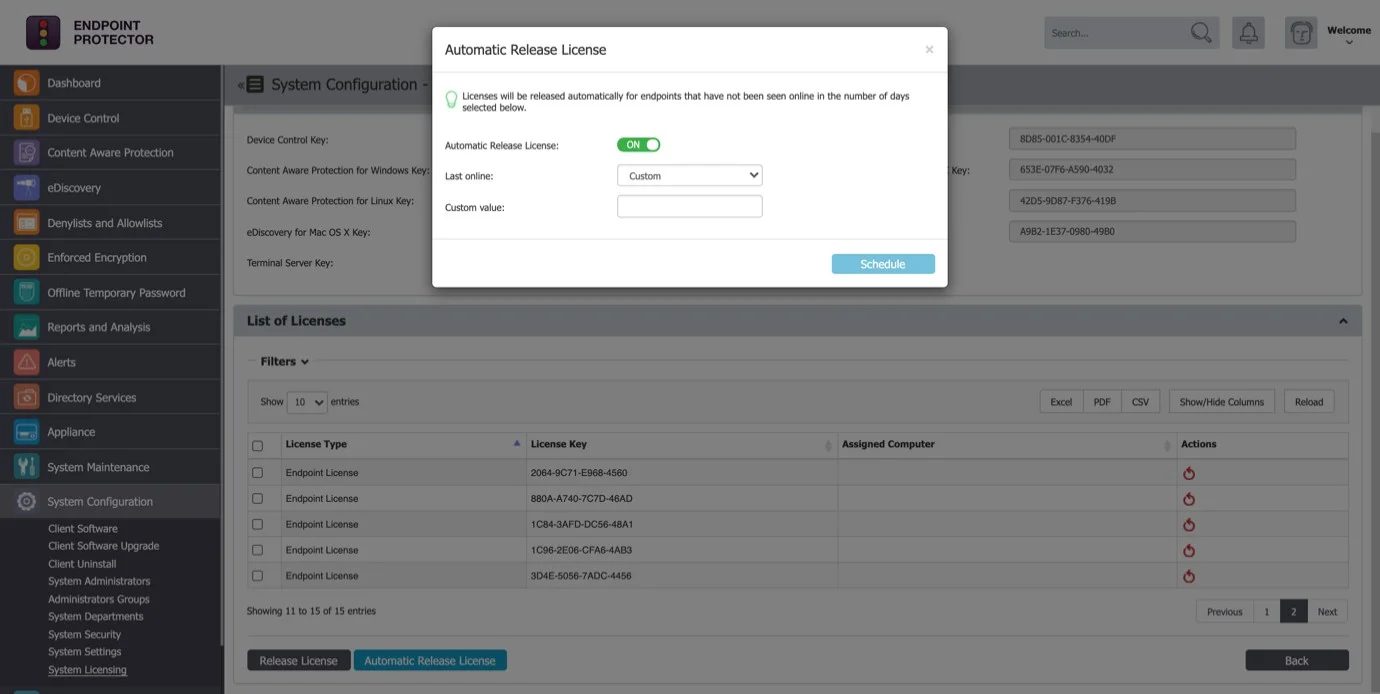 ENDPOINT
PROTECTOR
Search...
Welcome
Dashboard
Device Control
Content Aware Protection
eDiscovery
Denylists and Allowlists
Enforced Encryption
Offline Temporary Password
Reports and Analysis
Alerts
Directory Services
Appliance
System Maintenance
System Configuration
Client Software
Client Software Upgrade
Client Uninstall
System Administrators
Administrators Groups
System Departments
System Security
System Settings
System Licensing
System Configuration -
Automatic Release License ×
Licenses will be released automatically for endpoints that have not been seen online in the number of days
selected below.
Automatic Release License: ON
Last online: Custom
Custom value:
Schedule
Device Control Key: 8D85-001C-8354-40DF
Content Aware Protection for Windows Key: Key: 653E-07F6-A590-4032
Content Aware Protection for Linux Key: 42D5-9D87-F376-419B
eDiscovery for Mac OS X Key: A9B2-1E37-0980-49B0
Terminal Server Key:
List of Licenses
Filters
Show 10 entries Excel PDF CSV Show/Hide Columns Reload
License Type License Key Assigned Computer Actions
Endpoint License 2064-9C71-E968-4560
Endpoint License 880A-A740-7C7D-46AD
Endpoint License 1C84-3AFD-DC56-48A1
Endpoint License 1C96-2E06-CFA6-4AB3
Endpoint License 3D4E-5056-7ADC-4456
Showing 11 to 15 of 15 entries Previous 1 2 Next
Release License Automatic Release License Back